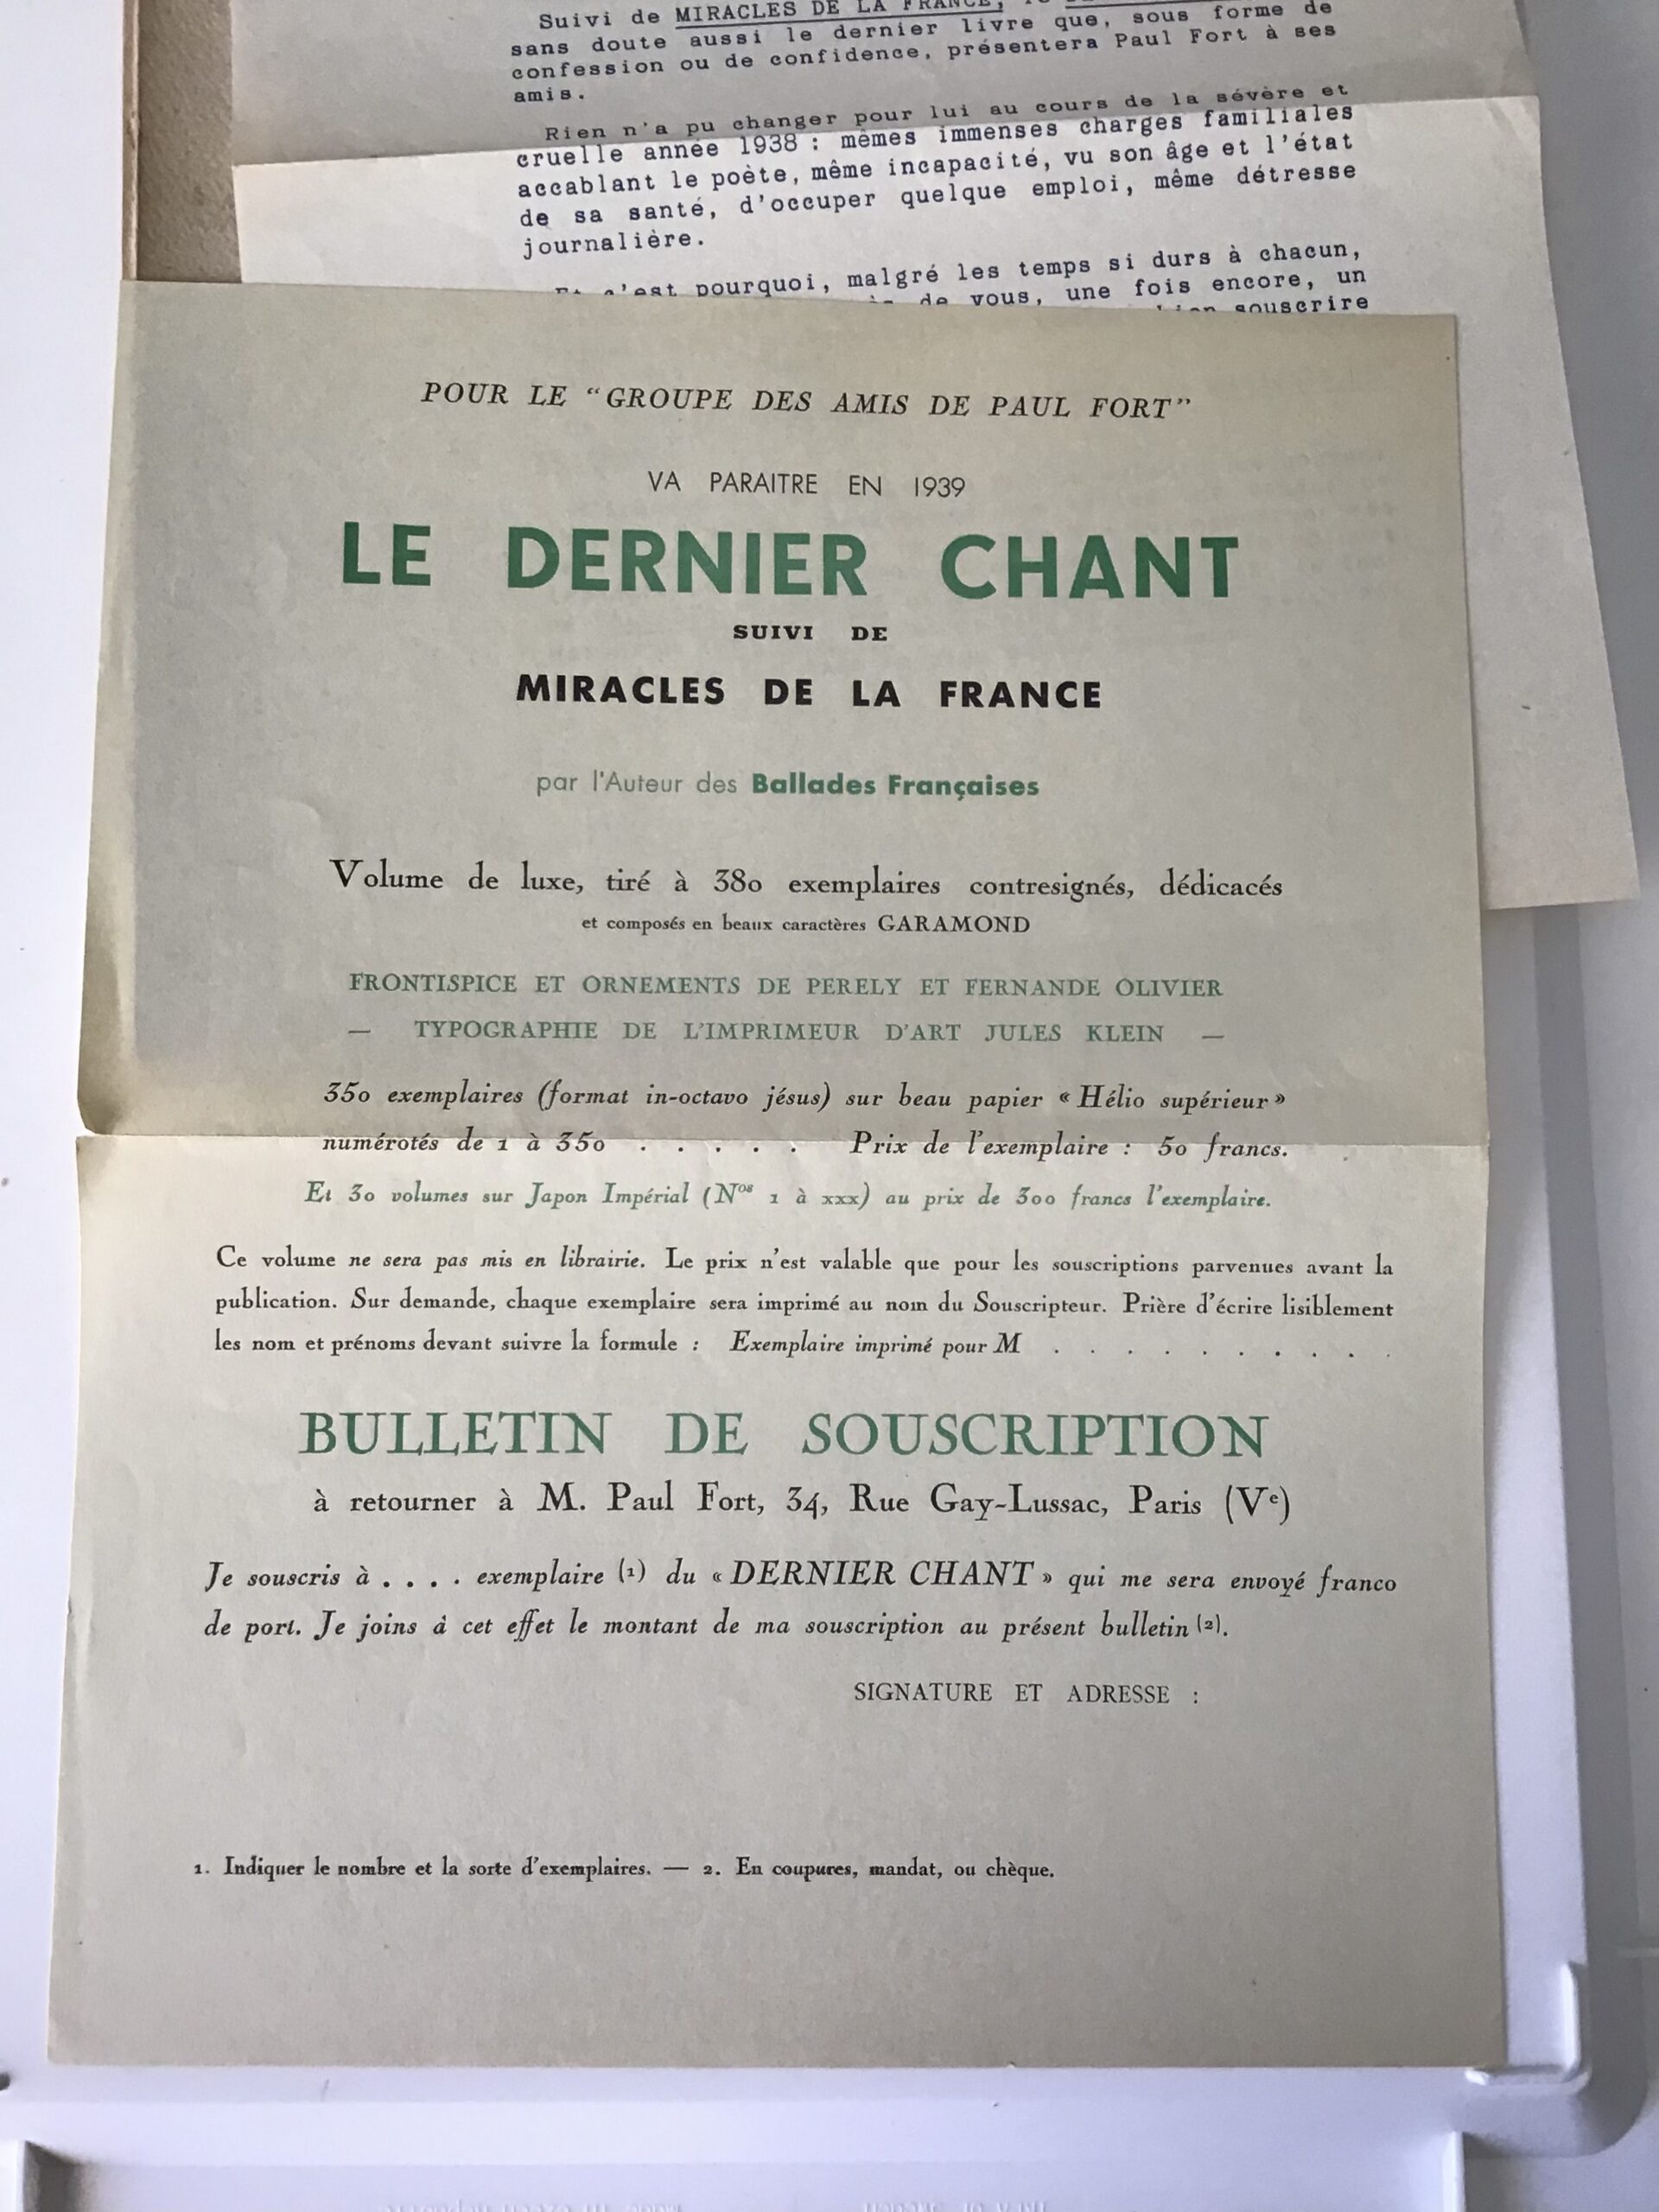 Suivi de MIRACLES DE LA FRANCE,
sans doute aussi le dernier livre que, sous forme de
confession ou de confidence, présentera Paul Fort à ses
amis.
Rien n'a pu changer pour lui au cours de la sévère et
cruelle année 1938 : mêmes immenses charges familiales
accablant le poète, même incapacité, vu son âge et l'état
de sa santé, d'occuper quelque emploi, même détresse
journalière.
Et c'est pourquoi, malgré les temps si durs à chacun,
de vous, une fois encore, un
souscrire
POUR LE “GROUPE DES AMIS DE PAUL FORT”
VA PARAITRE EN 1939
LE DERNIER CHANT
SUIVI DE
MIRACLES DE LA FRANCE
par l'Auteur des Ballades Françaises
Volume de luxe, tiré à 380 exemplaires contresignés, dédicacés
et composés en beaux caractères GARAMOND
FRONTISPICE ET ORNEMENTS DE PERELY ET FERNANDE OLIVIER
— TYPOGRAPHIE DE L'IMPRIMEUR D'ART JULES KLEIN —
350 exemplaires (format in-octavo jésus) sur beau papier « Hélio supérieur »
numérotés de 1 à 350 . . . . . Prix de l'exemplaire : 50 francs.
Et 30 volumes sur Japon Impérial (Nos 1 à xxx) au prix de 300 francs l'exemplaire.
Ce volume ne sera pas mis en librairie. Le prix n'est valable que pour les souscriptions parvenues avant la
publication. Sur demande, chaque exemplaire sera imprimé au nom du Souscripteur. Prière d'écrire lisiblement
les nom et prénoms devant suivre la formule : Exemplaire imprimé pour M . . . . . . . . . .
BULLETIN DE SOUSCRIPTION
à retourner à M. Paul Fort, 34, Rue Gay-Lussac, Paris (Ve)
Je souscris à . . . . exemplaire (1) du « DERNIER CHANT » qui me sera envoyé franco
de port. Je joins à cet effet le montant de ma souscription au présent bulletin (2).
SIGNATURE ET ADRESSE :
1. Indiquer le nombre et la sorte d'exemplaires. — 2. En coupures, mandat, ou chèque.